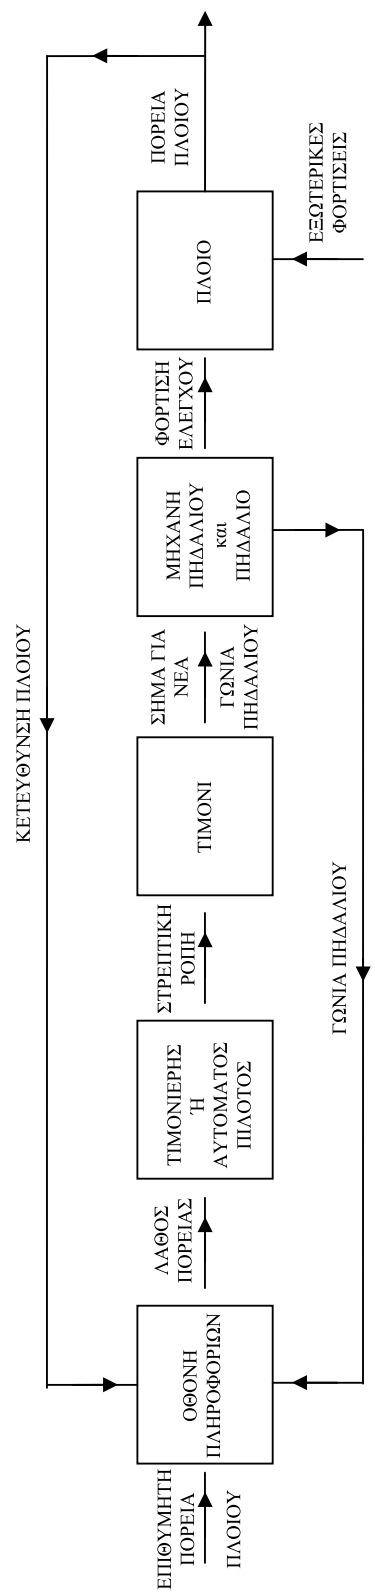 ΚΕΤΕΥΘΥΝΣΗ ΠΛΟΙΟΥ
ΕΠΙΘΥΜΗΤΗ
ΠΟΡΕΙΑ
ΠΛΟΙΟΥ
ΟΘΟΝΗ
ΠΛΗΡΟΦΟΡΙΩΝ
ΛΑΘΟΣ
ΠΟΡΕΙΑΣ
ΤΙΜΟΝΙΕΡΗΣ
Ή
ΑΥΤΟΜΑΤΟΣ
ΠΙΛΟΤΟΣ
ΣΤΡΕΠΤΙΚΗ
ΡΟΠΗ
ΤΙΜΟΝΙ
ΣΗΜΑ ΓΙΑ
ΝΕΑ
ΓΩΝΙΑ
ΠΗΔΑΛΙΟΥ
ΜΗΧΑΝΗ
ΠΗΔΑΛΙΟΥ
και
ΠΗΔΑΛΙΟ
ΦΟΡΤΙΣΗ
ΕΛΕΓΧΟΥ
ΠΛΟΙΟ
ΠΟΡΕΙΑ
ΠΛΟΙΟΥ
ΕΞΩΤΕΡΙΚΕΣ
ΦΟΡΤΙΣΕΙΣ
ΓΩΝΙΑ ΠΗΔΑΛΙΟΥ